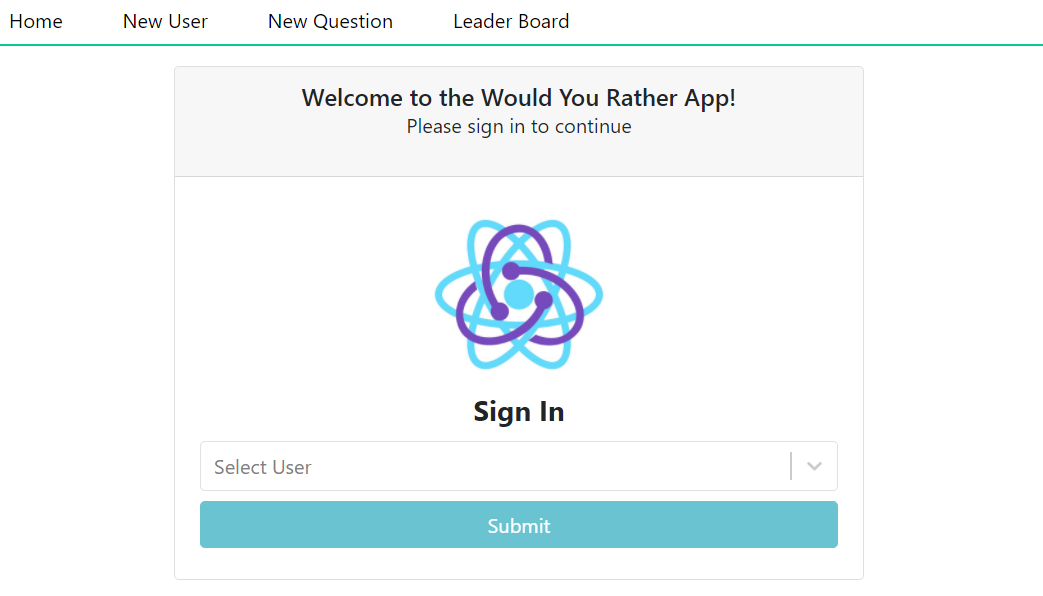 Home New User New Question Leader Board
Welcome to the Would You Rather App!
Please sign in to continue
Sign In
Select User
Submit